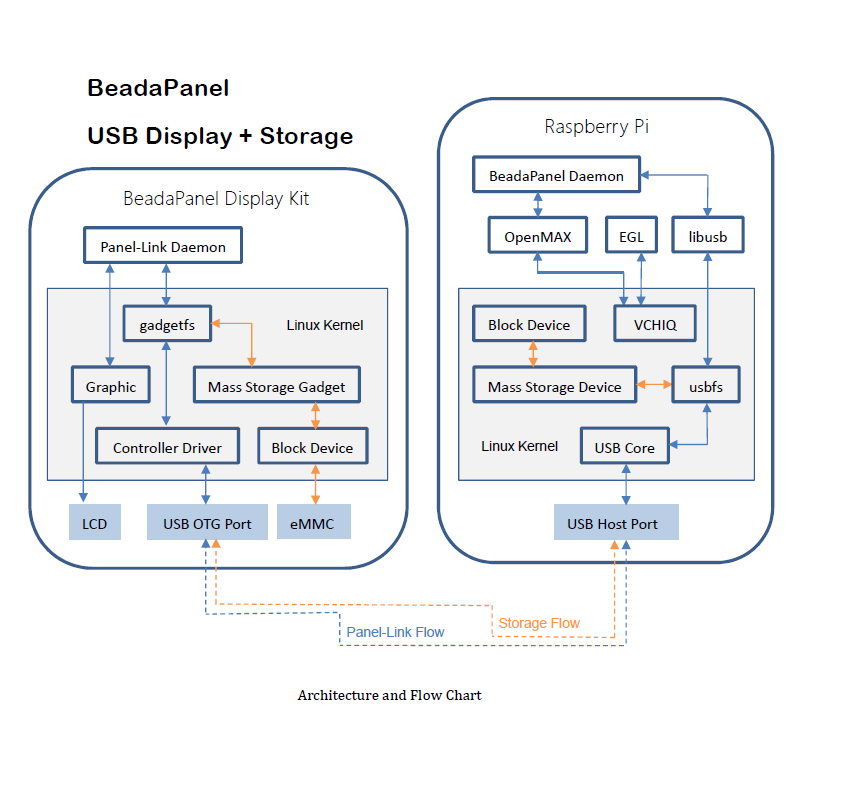 BeadaPanel
USB Display + Storage
BeadaPanel Display Kit
Panel-Link Daemon
gadgetfs
Linux Kernel
Graphic
Mass Storage Gadget
Controller Driver
Block Device
LCD
USB OTG Port
eMMC
Raspberry Pi
BeadaPanel Daemon
OpenMAX
EGL
libusb
Block Device
VCHIQ
Mass Storage Device
usbfs
Linux Kernel
USB Core
USB Host Port
Storage Flow
Panel-Link Flow
Architecture and Flow Chart